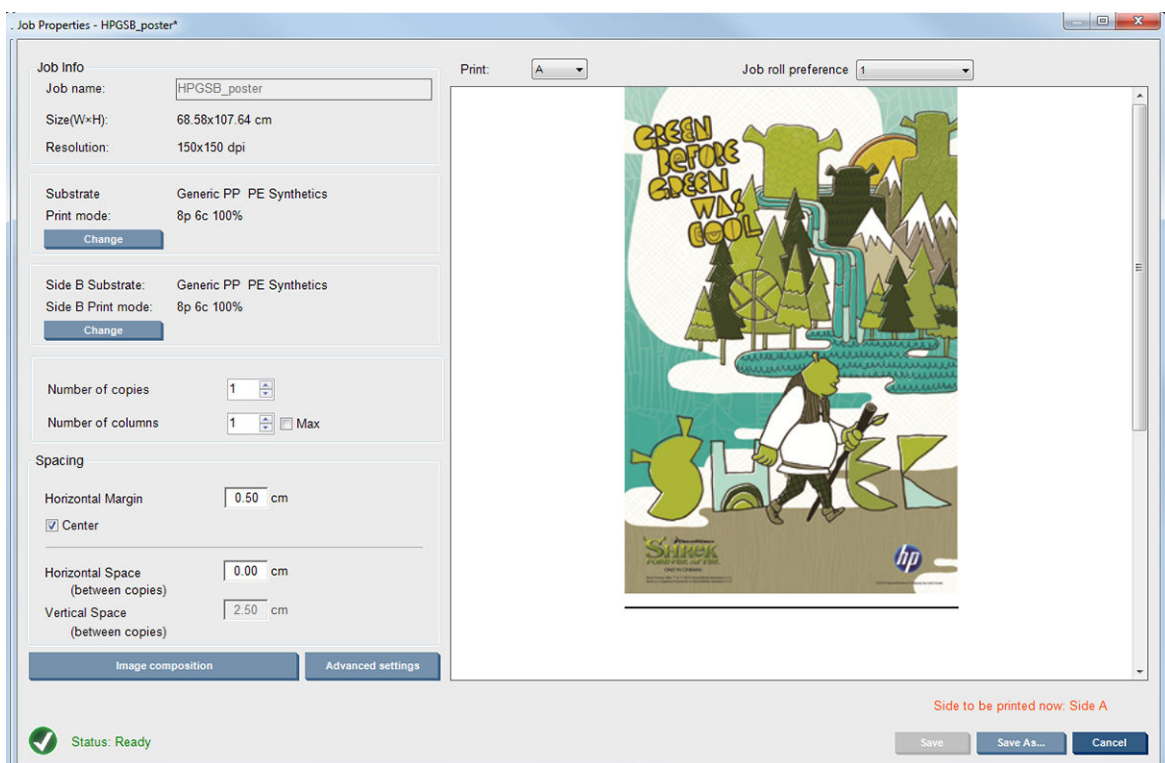 Job Properties - HPGSB_poster*
Job Info
Job name: HPGSB_poster
Size(W×H): 68.58x107.64 cm
Resolution: 150x150 dpi
Substrate Generic PP PE Synthetics
Print mode: 8p 6c 100%
Change
Side B Substrate: Generic PP PE Synthetics
Side B Print mode: 8p 6c 100%
Change
Number of copies 1
Number of columns 1 Max
Spacing
Horizontal Margin 0.50 cm
Center
Horizontal Space 0.00 cm
(between copies)
Vertical Space 2.50 cm
(between copies)
Image composition Advanced settings
Status: Ready
Print: A Job roll preference 1
GREEN
BEFORE
GREEN
WAS
COOL
SHREK
SHREK
FOREVER AFTER
ONLY IN CINEMAS
hp
Side to be printed now: Side A
Save Save As... Cancel